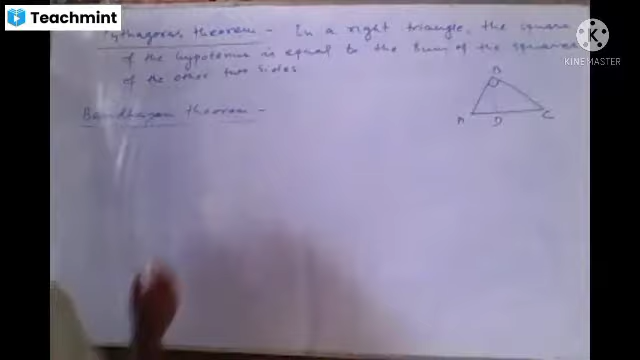 Teachmint
Pythagoras theorem - In a right triangle, the square
of the hypotenus is equal to the sum of the squares
of the other two sides
Baudhayan theorem -
B
A D C
K
KINEMASTER